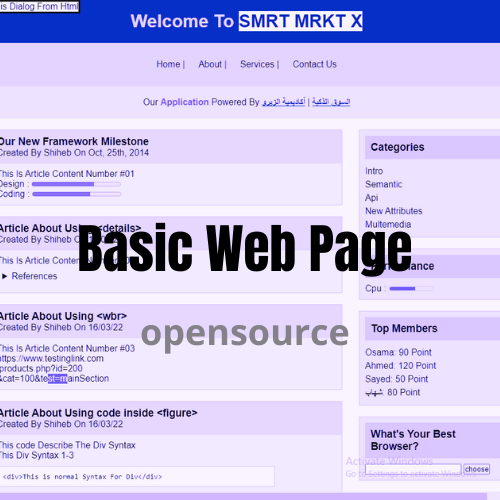 is Dialog From Html
Welcome To SMRT MRKT X
Home | About | Services | Contact Us
Our Application Powered By السوق الذكية | أكاديمية الزيرو
Our New Framework Milestone
Created By Shiheb On Oct, 25th, 2014
This Is Article Content Number #01
Design :
Coding :
Article About Using <details>
Created By Shiheb On 16/03/22
This Is Article Content Number
► References
Article About Using <wbr>
Created By Shiheb On 16/03/22
This Is Article Content Number #03
https://www.testinglink.com
/products.php?id=200
&cat=100&test=mainSection
Article About Using code inside <figure>
Created By Shiheb On 16/03/22
This code Describe The Div Syntax
This Div Syntax 1-3
<div>This is normal Syntax For Div</div>
Categories
Intro
Semantic
Api
New Attributes
Multemedia
Performance
Cpu :
Top Members
Osama: 90 Point
Ahmed: 120 Point
Sayed: 50 Point
شهاب: 80 Point
What's Your Best
Browser?
choose
Activate Windows
Go to Settings to activate Windows.
Basic Web Page
opensource